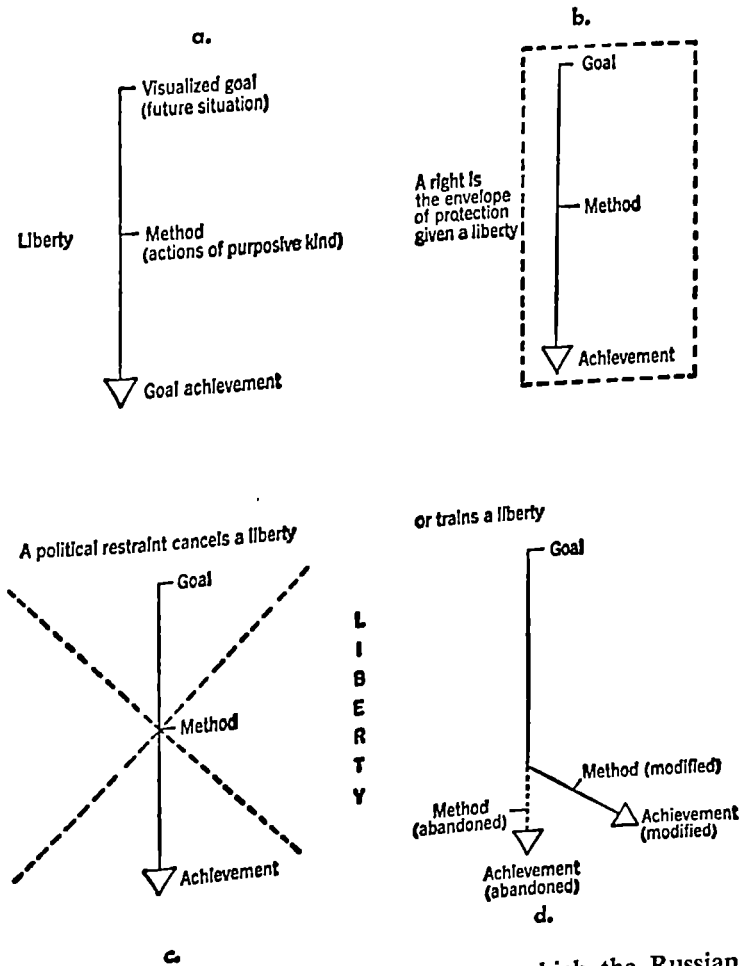 a.
Visualized goal
(future situation)
Liberty
Method
(actions of purposive kind)
Goal achievement
b.
Goal
A right is
the envelope
of protection
given a liberty
Method
Achievement
A political restraint cancels a liberty
Goal
Method
Achievement
c.
LIBERTY
or trains a liberty
Goal
Method (modified)
Method
(abandoned)
Achievement
(modified)
Achievement
(abandoned)
d.
the Russian